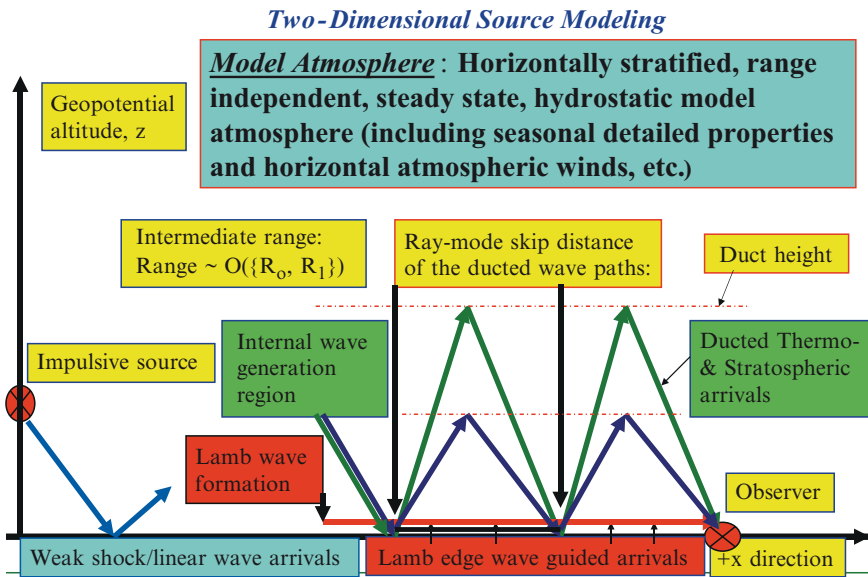 Two-Dimensional Source Modeling
Model Atmosphere : Horizontally stratified, range
independent, steady state, hydrostatic model
atmosphere (including seasonal detailed properties
and horizontal atmospheric winds, etc.)
Geopotential
altitude, z
Intermediate range:
Range ~ O({R₀, R₁})
Ray-mode skip distance
of the ducted wave paths:
Duct height
Impulsive source
Internal wave
generation
region
Ducted Thermo-
& Stratospheric
arrivals
Lamb wave
formation
Observer
Weak shock/linear wave arrivals
Lamb edge wave guided arrivals
+x direction